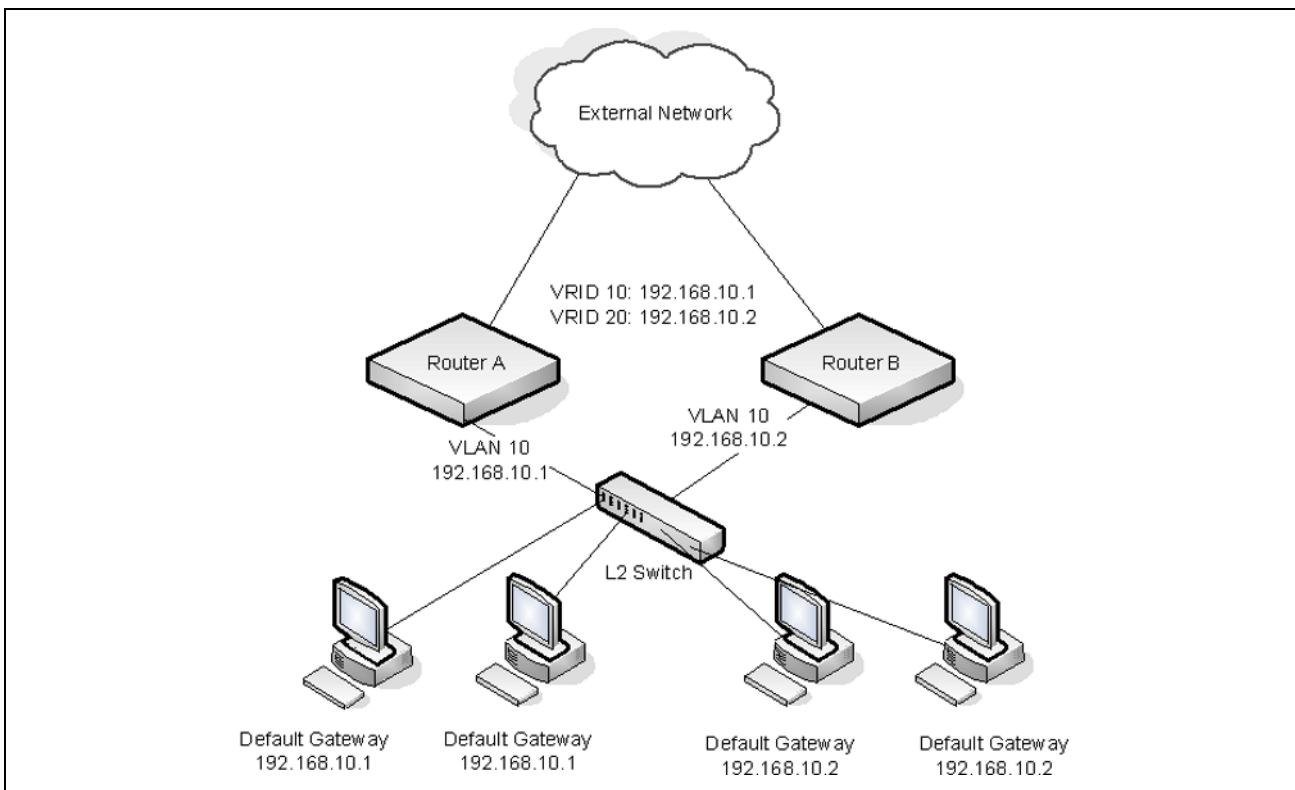 External Network
VRID 10: 192.168.10.1
VRID 20: 192.168.10.2
Router A
Router B
VLAN 10
192.168.10.1
VLAN 10
192.168.10.2
L2 Switch
Default Gateway
192.168.10.1
Default Gateway
192.168.10.1
Default Gateway
192.168.10.2
Default Gateway
192.168.10.2